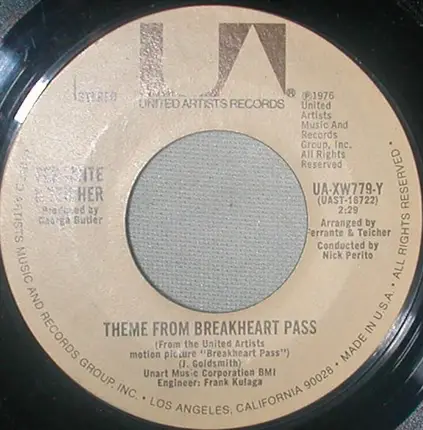 STEREO
UA®
UNITED ARTISTS RECORDS
℗1976
United
Artists
Music And
Records
Group, Inc.
All Rights
Reserved
Produced by
George Butler
UA-XW779-Y
(UAST-18722)
2:29
Arranged by
Ferrante & Teicher
Conducted by
Nick Perito
THEME FROM BREAKHEART PASS
(From the United Artists
motion picture "Breakheart Pass")
(J. Goldsmith)
Unart Music Corporation BMI
Engineer: Frank Kulaga
ARTISTS MUSIC AND RECORDS GROUP, INC. • LOS ANGELES, CALIFORNIA 90028 • MADE IN U.S.A. • ALL RIGHTS RESERVED •